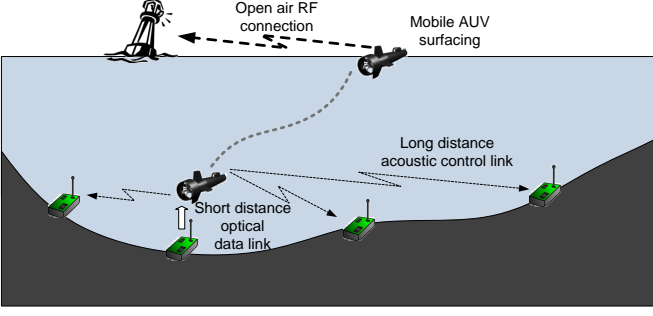 Open air RF
connection
Mobile AUV
surfacing
Long distance
acoustic control link
Short distance
optical
data link